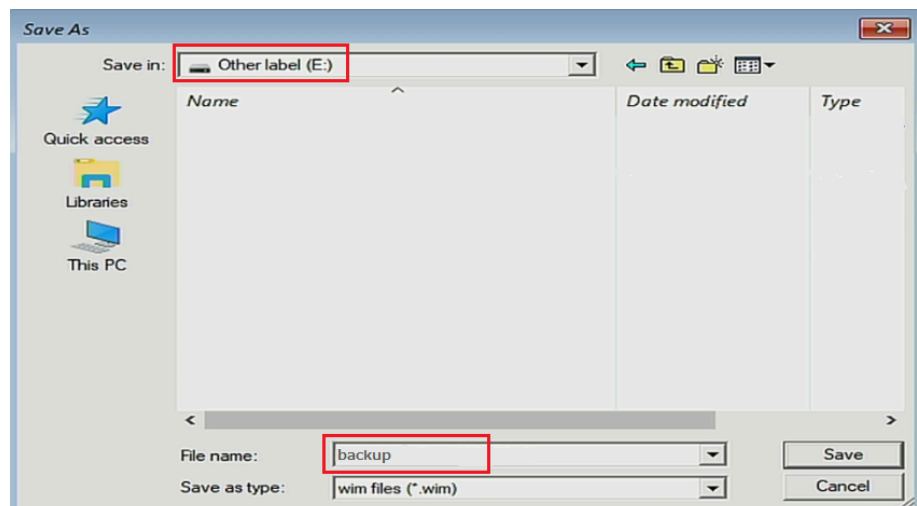 Save As
Save in: Other label (E:)
Name Date modified Type
Quick access
Libraries
This PC
File name: backup Save
Save as type: wim files (*.wim) Cancel